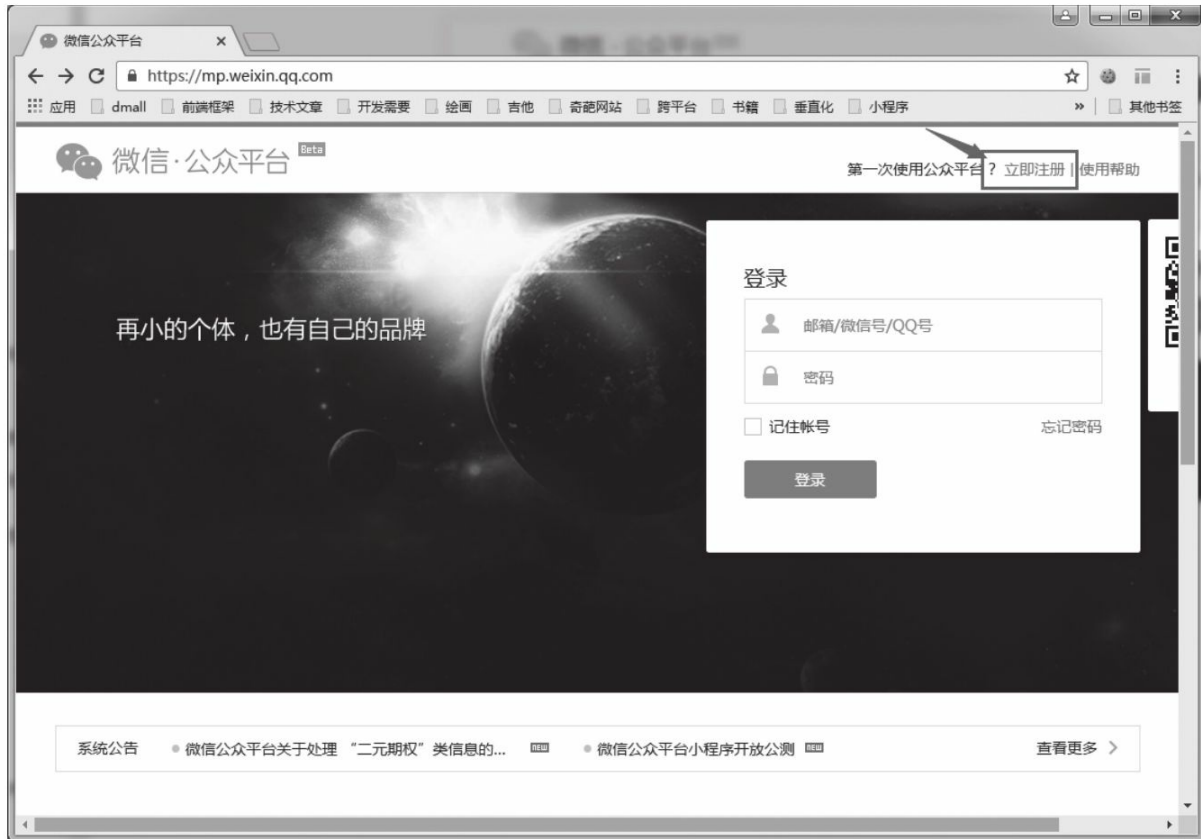 微信公众平台
https://mp.weixin.qq.com
应用 dmall 前端框架 技术文章 开发需要 绘画 吉他 奇葩网站 跨平台 书籍 垂直化 小程序 » 其他书签
微信·公众平台 Beta
第一次使用公众平台？ 立即注册 | 使用帮助
登录
再小的个体，也有自己的品牌
邮箱/微信号/QQ号
密码
记住帐号 忘记密码
登录
系统公告 微信公众平台关于处理 “二元期权”类信息的... new 微信公众平台小程序开放公测 new 查看更多